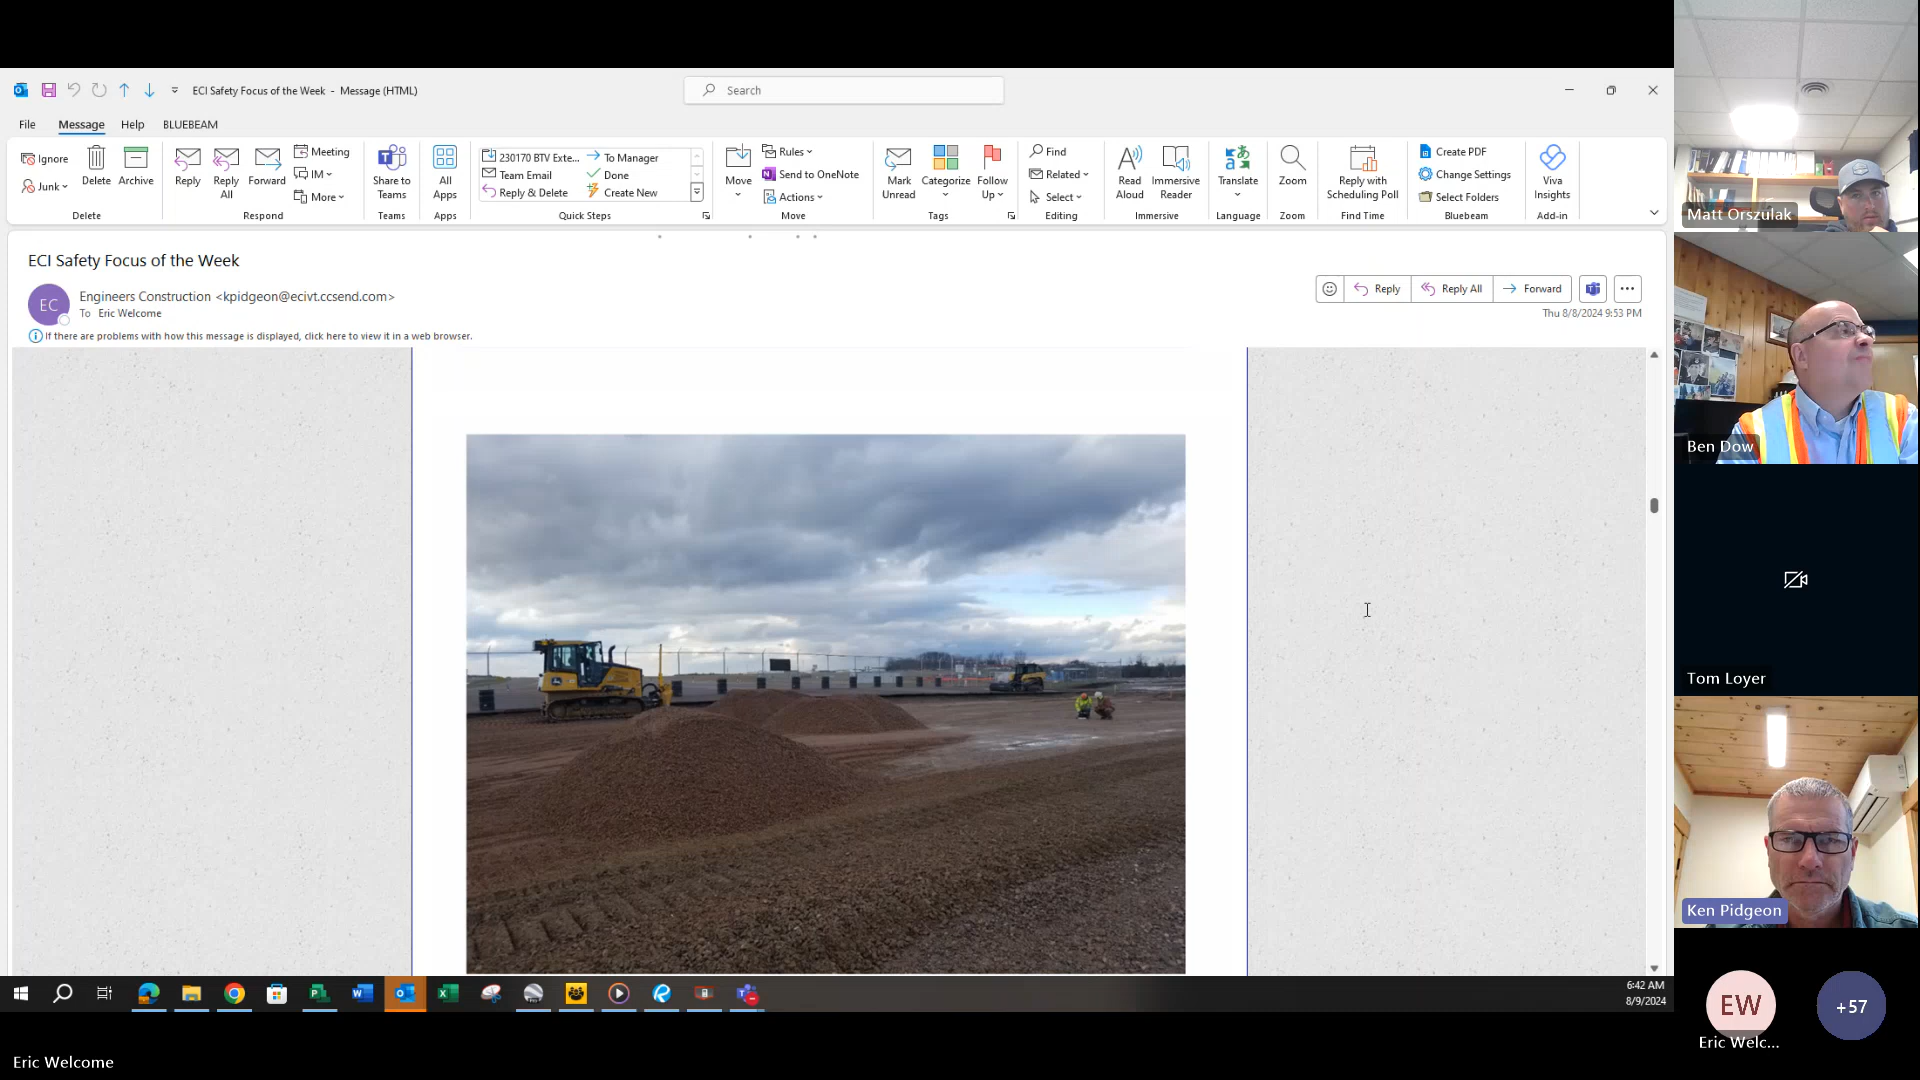 ECI Safety Focus of the Week - Message (HTML)
Search
File
Message
Help
BLUEBEAM
Ignore
Junk
Delete
Archive
Delete
Reply
Reply All
Forward
Meeting
IM
More
Respond
Share to Teams
Teams
All Apps
Apps
230170 BTV Exte...
Team Email
Reply & Delete
To Manager
Done
Create New
Quick Steps
Move
Rules
Send to OneNote
Actions
Move
Mark Unread
Categorize
Follow Up
Tags
Find
Related
Select
Editing
Read Aloud
Immersive Reader
Immersive
Translate
Language
Zoom
Zoom
Reply with Scheduling Poll
Find Time
Create PDF
Change Settings
Select Folders
Bluebeam
Viva Insights
Add-in
ECI Safety Focus of the Week
EC
Engineers Construction <kpidgeon@ecivt.ccsend.com>
To Eric Welcome
Reply
Reply All
Forward
Thu 8/8/2024 9:53 PM
If there are problems with how this message is displayed, click here to view it in a web browser.
6:42 AM
8/9/2024
Eric Welcome
Matt Orszulak
Ben Dow
Tom Loyer
Ken Pidgeon
EW
Eric Welc...
+57